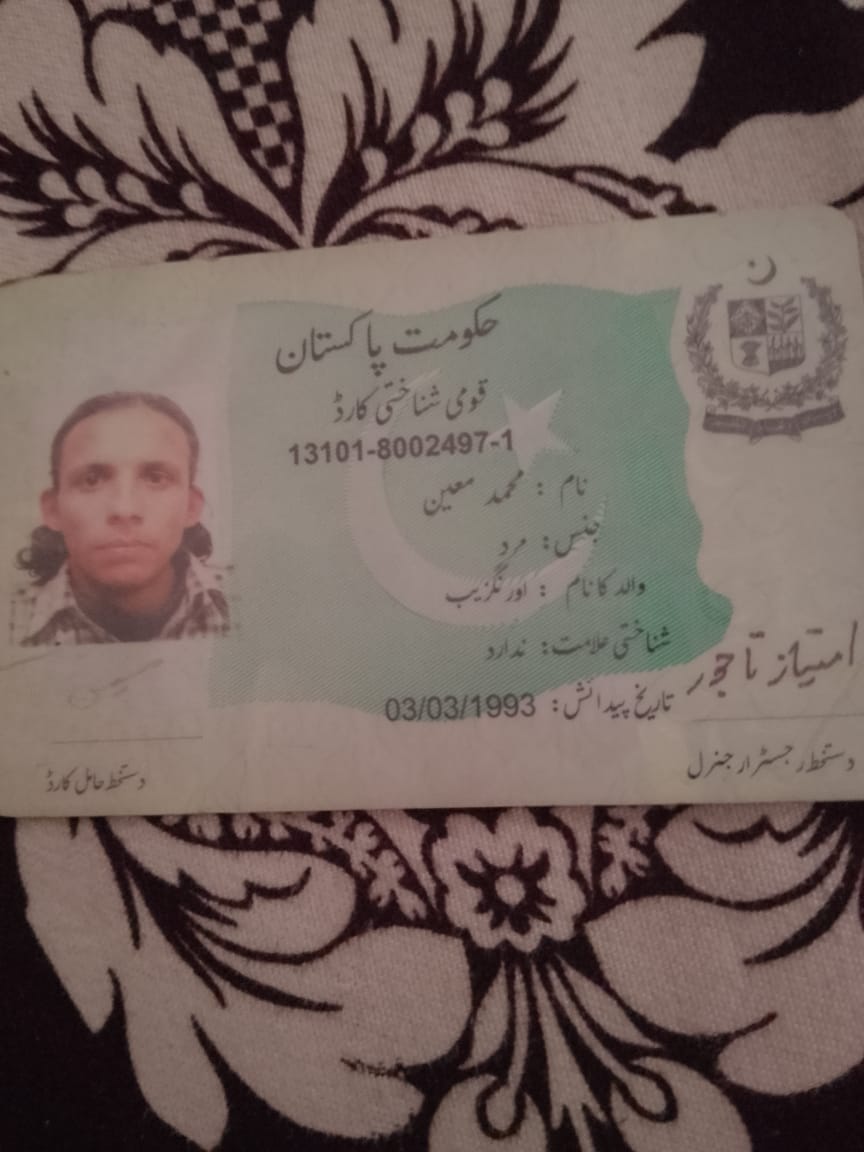 حکومت پاکستان
قومی شناختی کارڈ
13101-8002497-1
نام : محمد معین
جنس: مرد
والد کا نام : اورنگزیب
شناختی علامت: ندارد
تاریخ پیدائش: 03/03/1993
امتیاز تاجور
دستخط حامل کارڈ
دستخط رجسٹرار جنرل